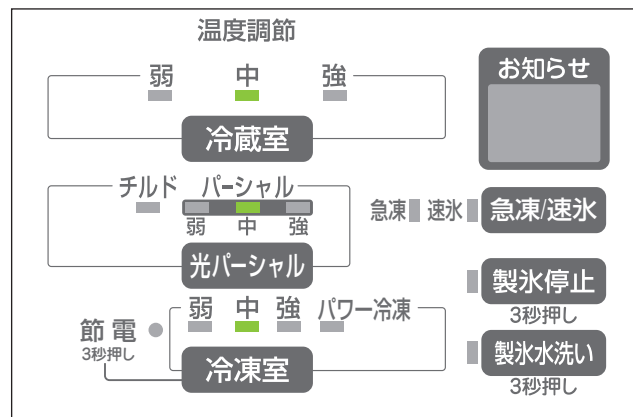 温度調節
弱 中 強
冷蔵室
お知らせ
チルド パーシャル
弱 中 強
光パーシャル
急凍 速氷 急凍/速氷
製氷停止
3秒押し
弱 中 強 パワー冷凍
節電
3秒押し
冷凍室
製氷水洗い
3秒押し